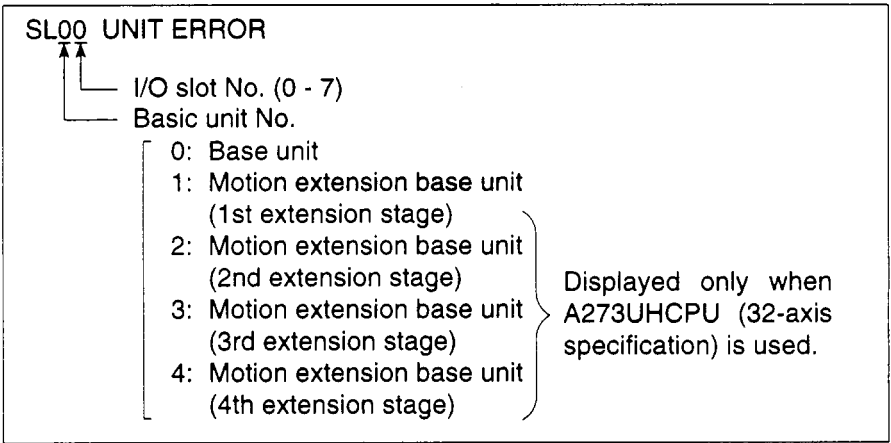 SL00 UNIT ERROR
I/O slot No. (0 - 7)
Basic unit No.
0: Base unit
1: Motion extension base unit
(1st extension stage)
2: Motion extension base unit
(2nd extension stage)
3: Motion extension base unit
(3rd extension stage)
4: Motion extension base unit
(4th extension stage)
Displayed only when
A273UHCPU (32-axis
specification) is used.